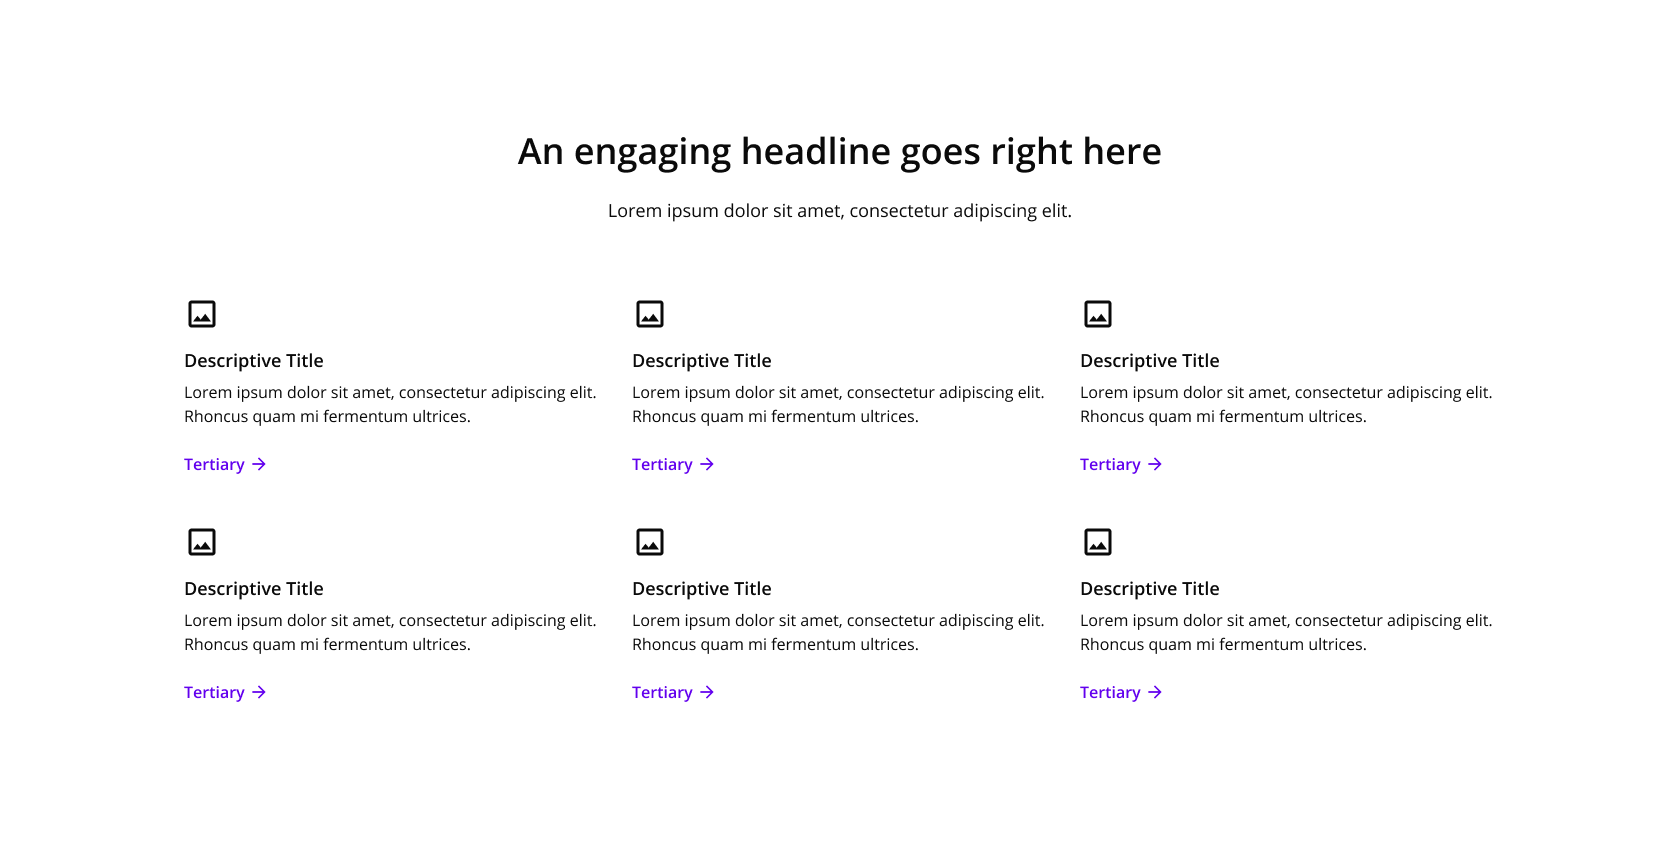 An engaging headline goes right here
Lorem ipsum dolor sit amet, consectetur adipiscing elit.
Descriptive Title
Lorem ipsum dolor sit amet, consectetur adipiscing elit.
Rhoncus quam mi fermentum ultrices.
Tertiary
Descriptive Title
Lorem ipsum dolor sit amet, consectetur adipiscing elit.
Rhoncus quam mi fermentum ultrices.
Tertiary
Descriptive Title
Lorem ipsum dolor sit amet, consectetur adipiscing elit.
Rhoncus quam mi fermentum ultrices.
Tertiary
Descriptive Title
Lorem ipsum dolor sit amet, consectetur adipiscing elit.
Rhoncus quam mi fermentum ultrices.
Tertiary
Descriptive Title
Lorem ipsum dolor sit amet, consectetur adipiscing elit.
Rhoncus quam mi fermentum ultrices.
Tertiary
Descriptive Title
Lorem ipsum dolor sit amet, consectetur adipiscing elit.
Rhoncus quam mi fermentum ultrices.
Tertiary